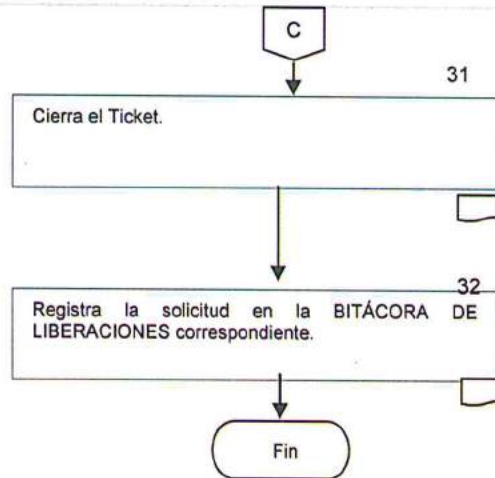 C
31
Cierra el Ticket.
32
Registra la solicitud en la BITÁCORA DE
LIBERACIONES correspondiente.
Fin